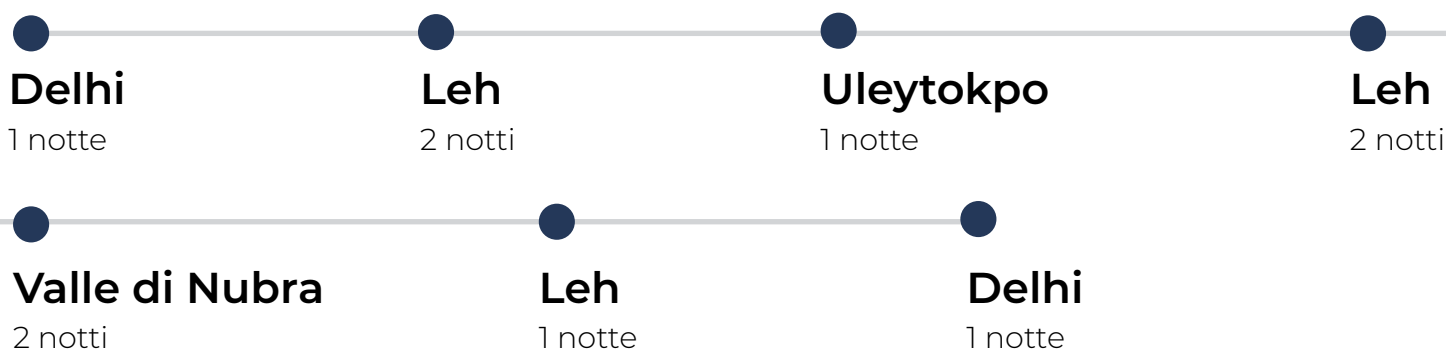 Delhi
1 notte
Leh
2 notti
Uleytokpo
1 notte
Leh
2 notti
Valle di Nubra
2 notti
Leh
1 notte
Delhi
1 notte